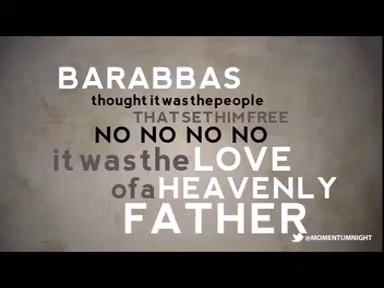 BARABBAS
thought it was the people
THAT SET HIM FREE
NO NO NO NO
it was the LOVE
of a HEAVENLY
FATHER
@MOMENTUMNIGHT